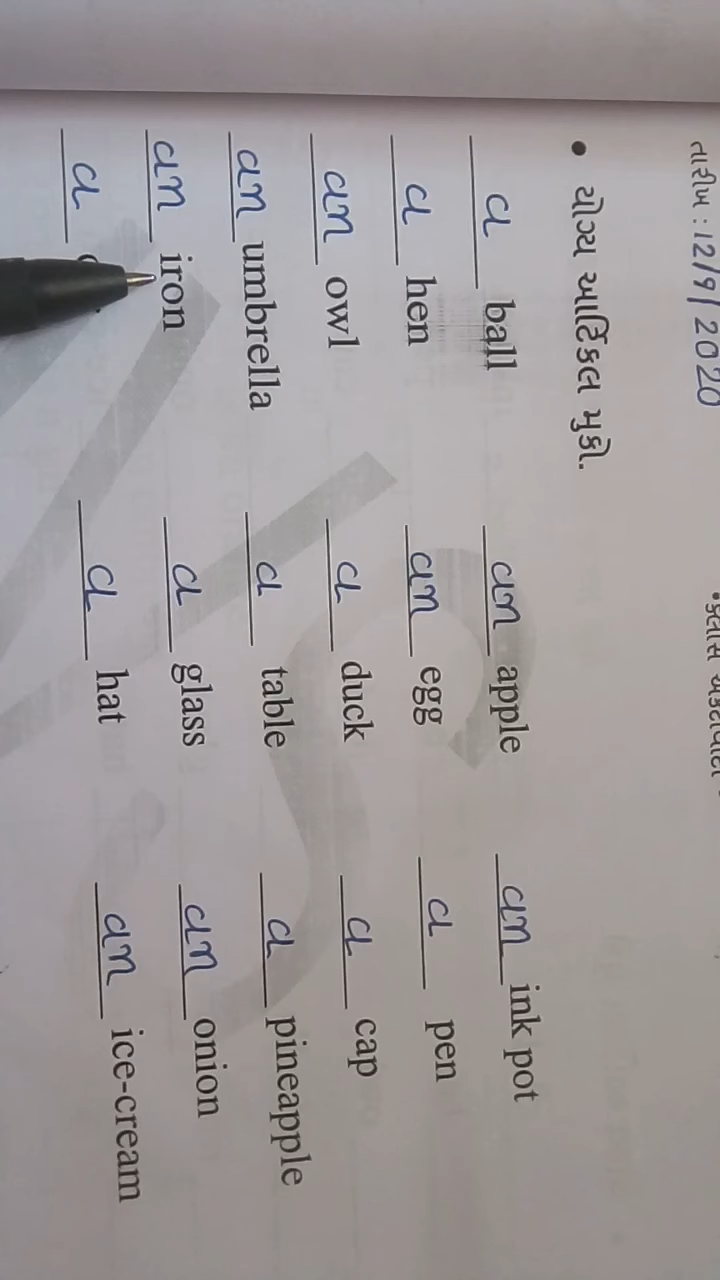 તારીખ : 12/9/2020
• યોગ્ય આર્ટિકલ મુકો.
a ball an apple an ink pot
a hen an egg a pen
an owl a duck a cap
an umbrella a table a pineapple
an iron a glass an onion
a a hat an ice-cream